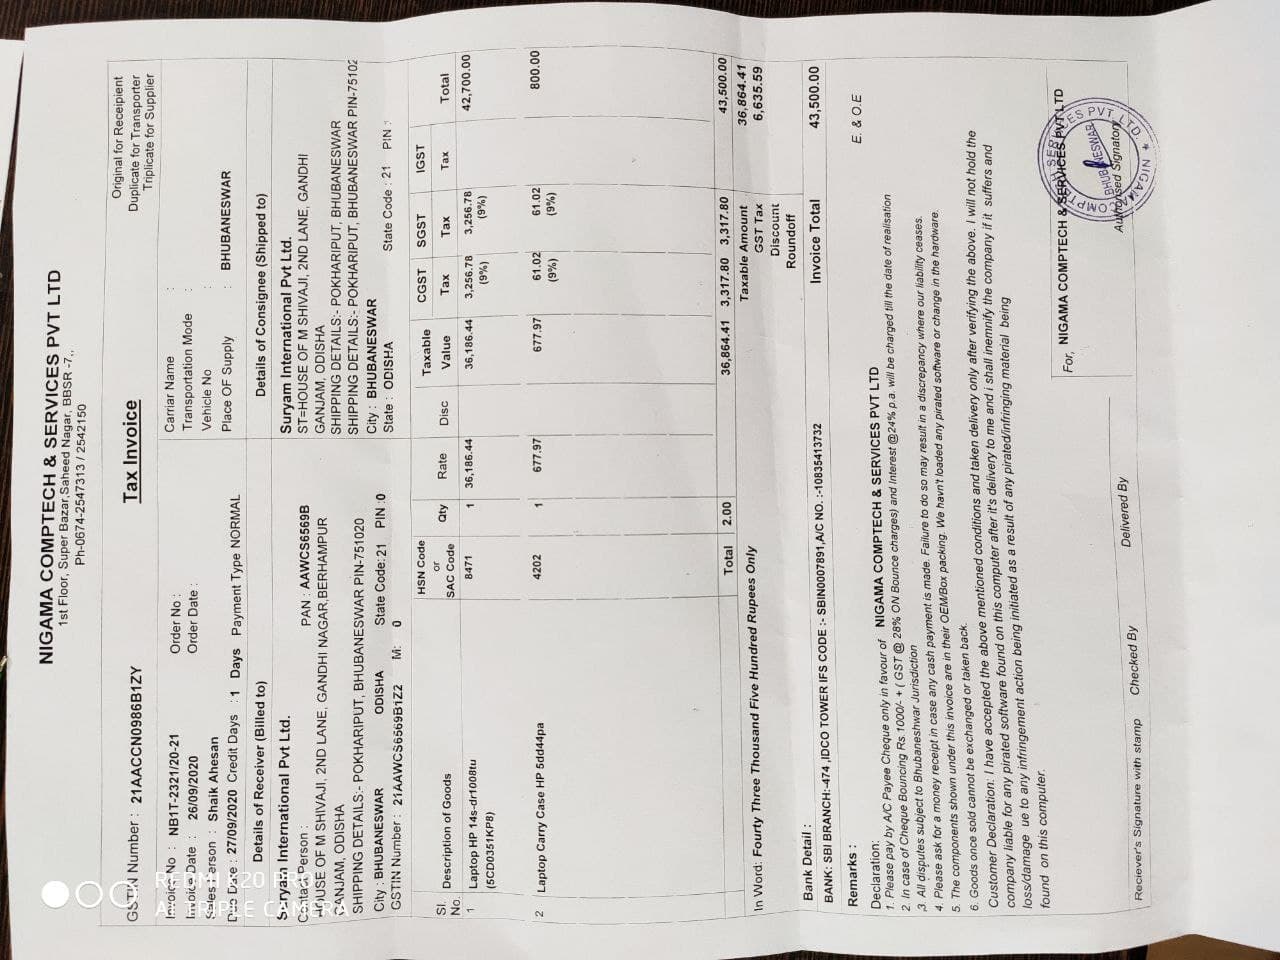 NIGAMA COMPTECH & SERVICES PVT LTD
1st Floor, Super Bazar,Saheed Nagar, BBSR -7,,
Ph-0674-2547313 / 2542150
Original for Receipient
Duplicate for Transporter
Triplicate for Supplier
GSTIN Number : 21AACCN0986B1ZY
Tax Invoice
Invoice No : NB1T-2321/20-21
Order No :
Invoice Date : 26/09/2020
Order Date :
Sales Person : Shaik Ahesan
Due Date : 27/09/2020 Credit Days : 1 Days Payment Type NORMAL
Carriar Name :
Transportation Mode :
Vehicle No :
Place OF Supply : BHUBANESWAR
Details of Receiver (Billed to)
Suryam International Pvt Ltd.
Contact Person : PAN : AAWCS6569B
HOUSE OF M SHIVAJI, 2ND LANE, GANDHI NAGAR,BERHAMPUR
GANJAM, ODISHA
SHIPPING DETAILS:- POKHARIPUT, BHUBANESWAR PIN-751020
City : BHUBANESWAR ODISHA State Code:21 PIN :0
GSTIN Number : 21AAWCS6569B1Z2 M: 0
Details of Consignee (Shipped to)
Suryam International Pvt Ltd.
ST=HOUSE OF M SHIVAJI, 2ND LANE, GANDHI
GANJAM, ODISHA
SHIPPING DETAILS:- POKHARIPUT, BHUBANESWAR
SHIPPING DETAILS:- POKHARIPUT, BHUBANESWAR PIN-75102
City : BHUBANESWAR
State : ODISHA State Code : 21 PIN :
Sl. No. Description of Goods HSN Code or SAC Code Qty Rate Disc Taxable Value CGST Tax SGST Tax IGST Tax Total
1 Laptop HP 14s-dr1008tu 8471 1 36,186.44 36,186.44 3,256.78 3,256.78 42,700.00
(5CD0351KP8) (9%) (9%)
2 Laptop Carry Case HP 5dd44pa 4202 1 677.97 677.97 61.02 61.02 800.00
(9%) (9%)
Total 2.00 36,864.41 3,317.80 3,317.80 43,500.00
In Word: Fourty Three Thousand Five Hundred Rupees Only
Taxable Amount 36,864.41
GST Tax 6,635.59
Discount
Roundoff
Bank Detail :
BANK: SBI BRANCH:-474 ,IDCO TOWER IFS CODE :- SBIN0007891,A/C NO. :-10835413732
Invoice Total 43,500.00
Remarks :
E. & O.E
Declaration: NIGAMA COMPTECH & SERVICES PVT LTD
1. Please pay by A/C Payee Cheque only in favour of
2. In case of Cheque Bouncing Rs 1000/- + ( GST @ 28% ON Bounce charges) and Interest @24% p.a. will be charged till the date of realisation
,3. All disputes subject to Bhubaneshwar Jurisdiction
4. Please ask for a money receipt in case any cash payment is made. Failure to do so may result in a discrepancy where our liability ceases.
5. The components shown under this invoice are in their OEM/Box packing. We havn't loaded any pirated software or change in the hardware.
6. Goods once sold cannot be exchanged or taken back.
Customer Declaration: I have accepted the above mentioned conditions and taken delivery only after verifying the above. I will not hold the
company liable for any pirated software found on this computer after it's delivery to me and i shall inemnify the company if it suffers and
loss/damage ue to any infringement action being initiated as a result of any pirated/infringing material being
found on this computer.
For, NIGAMA COMPTECH & SERVICES PVT LTD
NIGAMA COMPTECH & SERVICES PVT. LTD.
BHUBANESWAR
Authorised Signatory
Reciever's Signature with stamp Checked By Delivered By
REDMI K20 PRO
AI TRIPLE CAMERA